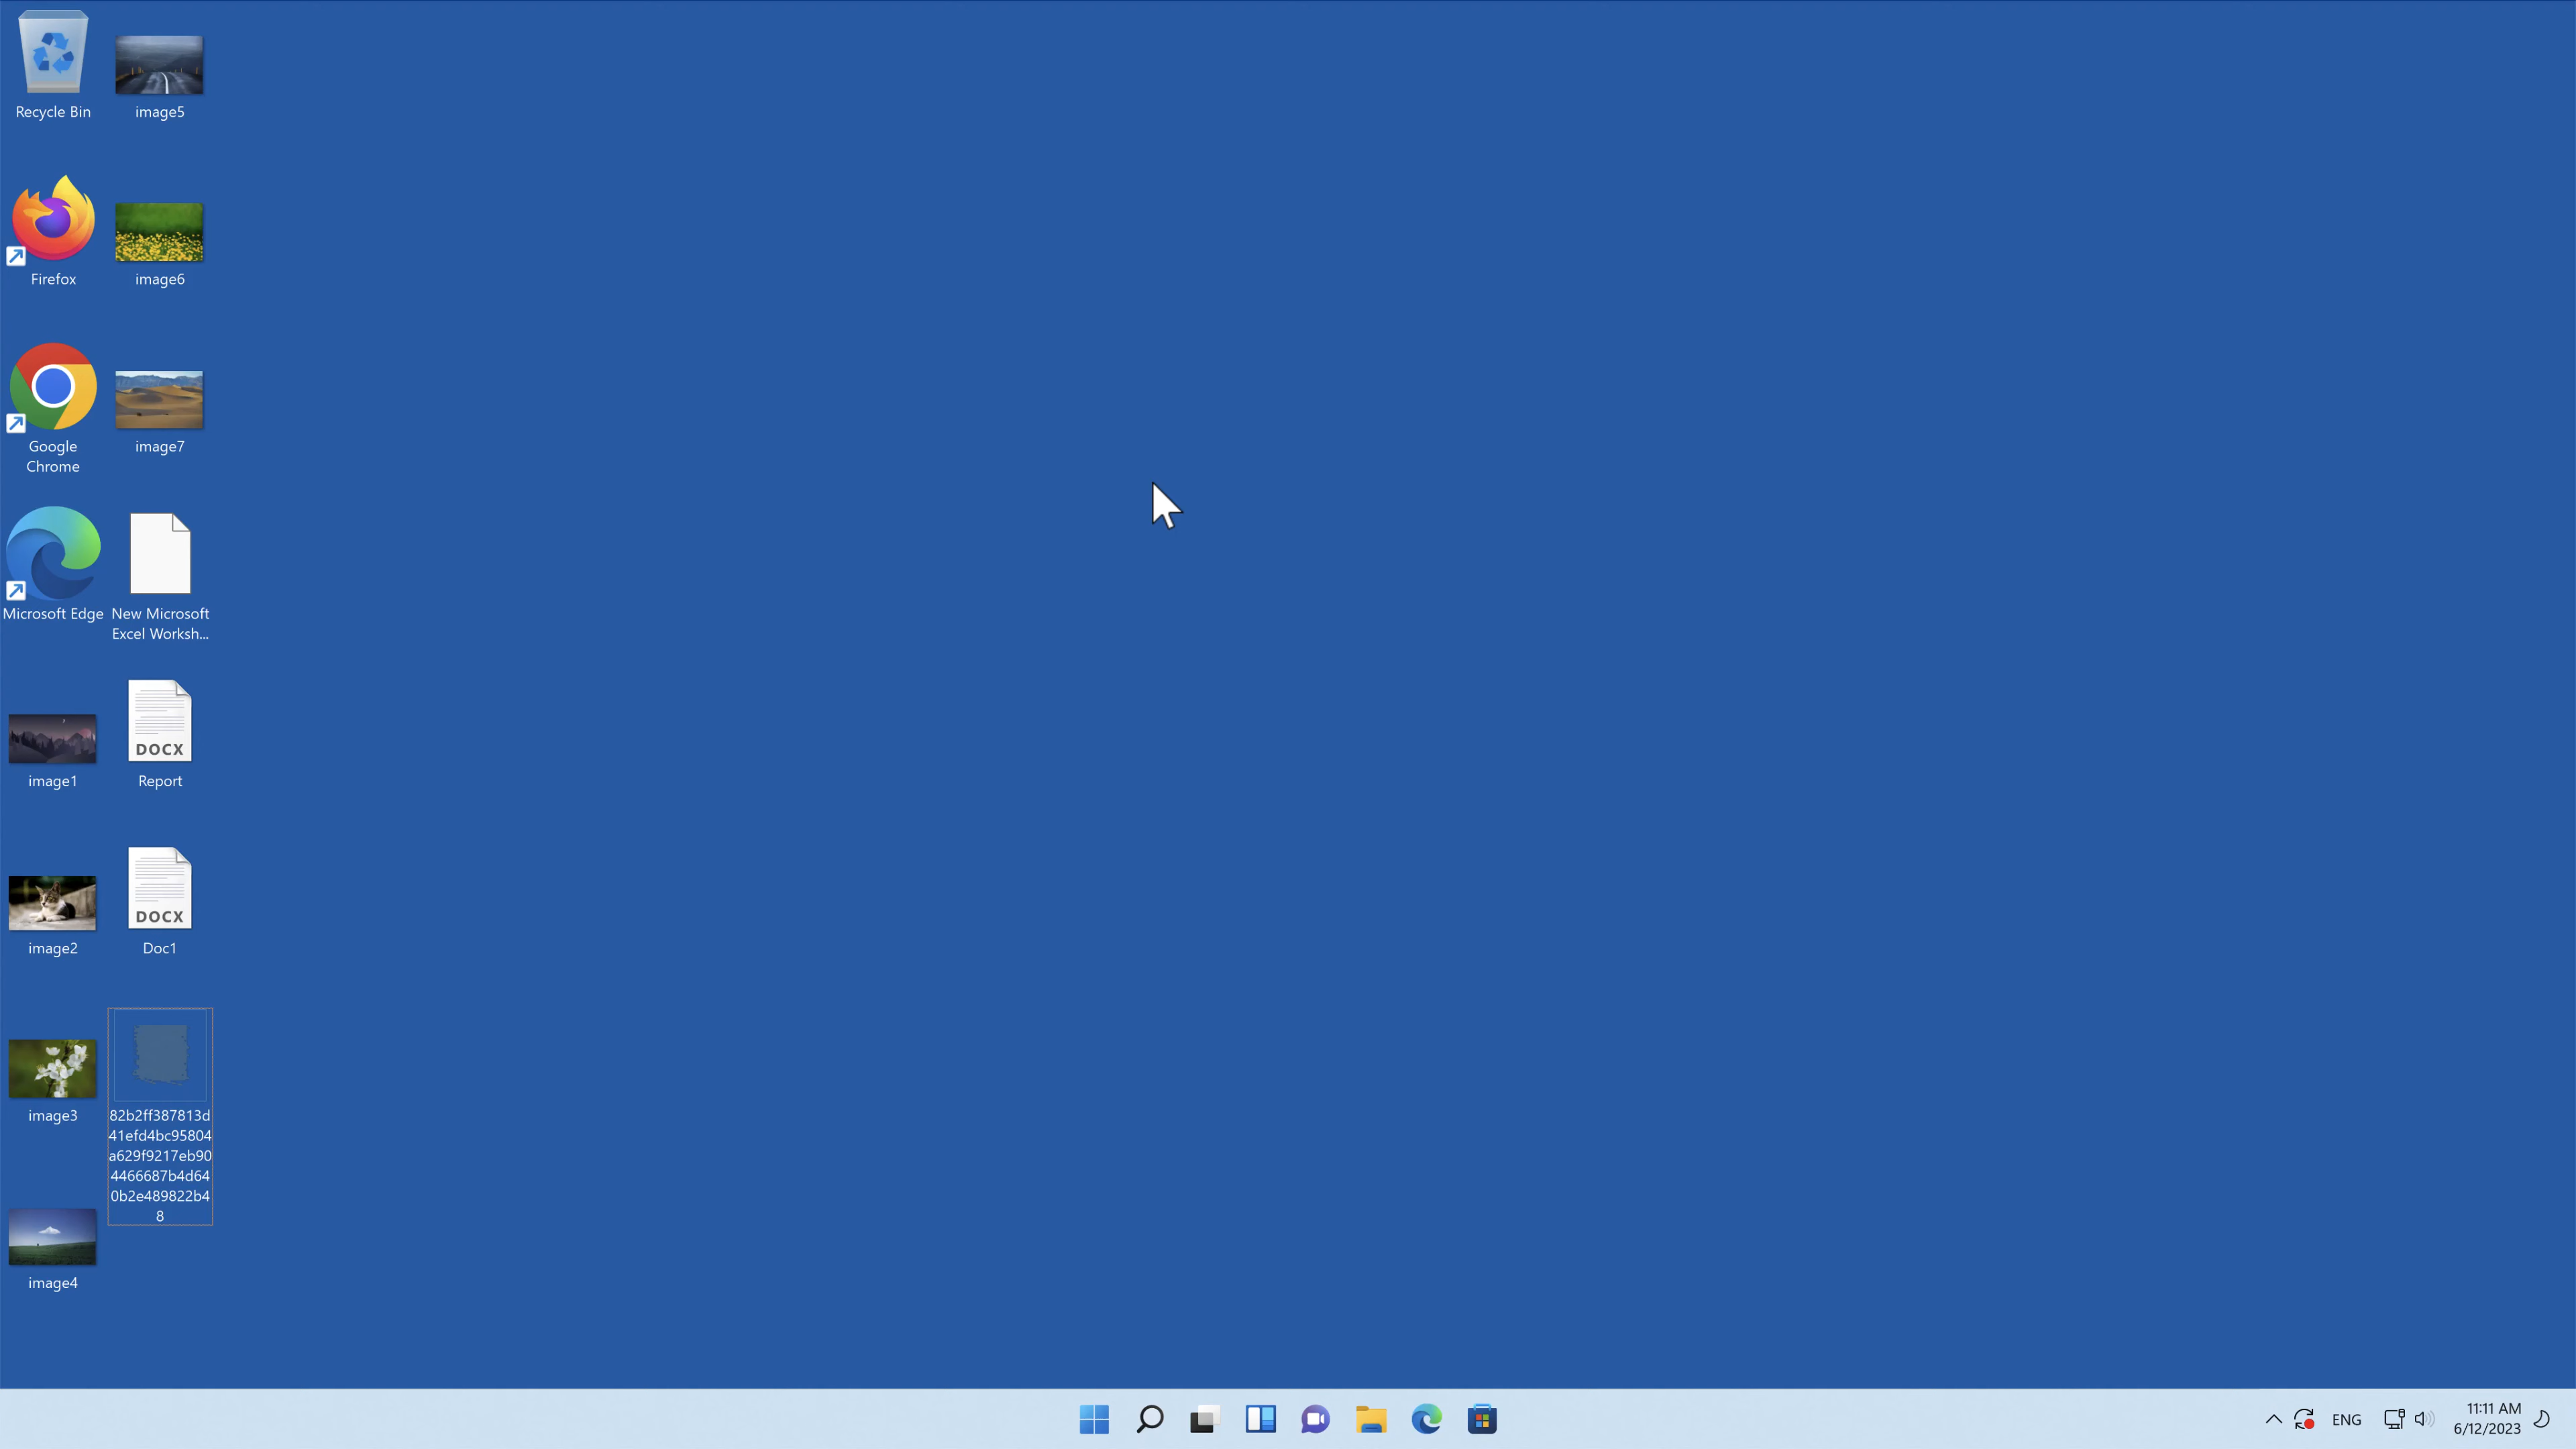 Recycle Bin
image5
Firefox
image6
Google
Chrome
image7
Microsoft Edge
New Microsoft
Excel Worksh...
image1
DOCX
Report
image2
DOCX
Doc1
image3
82b2ff387813d
41efd4bc95804
a629f9217eb90
4466687b4d64
0b2e489822b4
8
image4
ENG
11:11 AM
6/12/2023